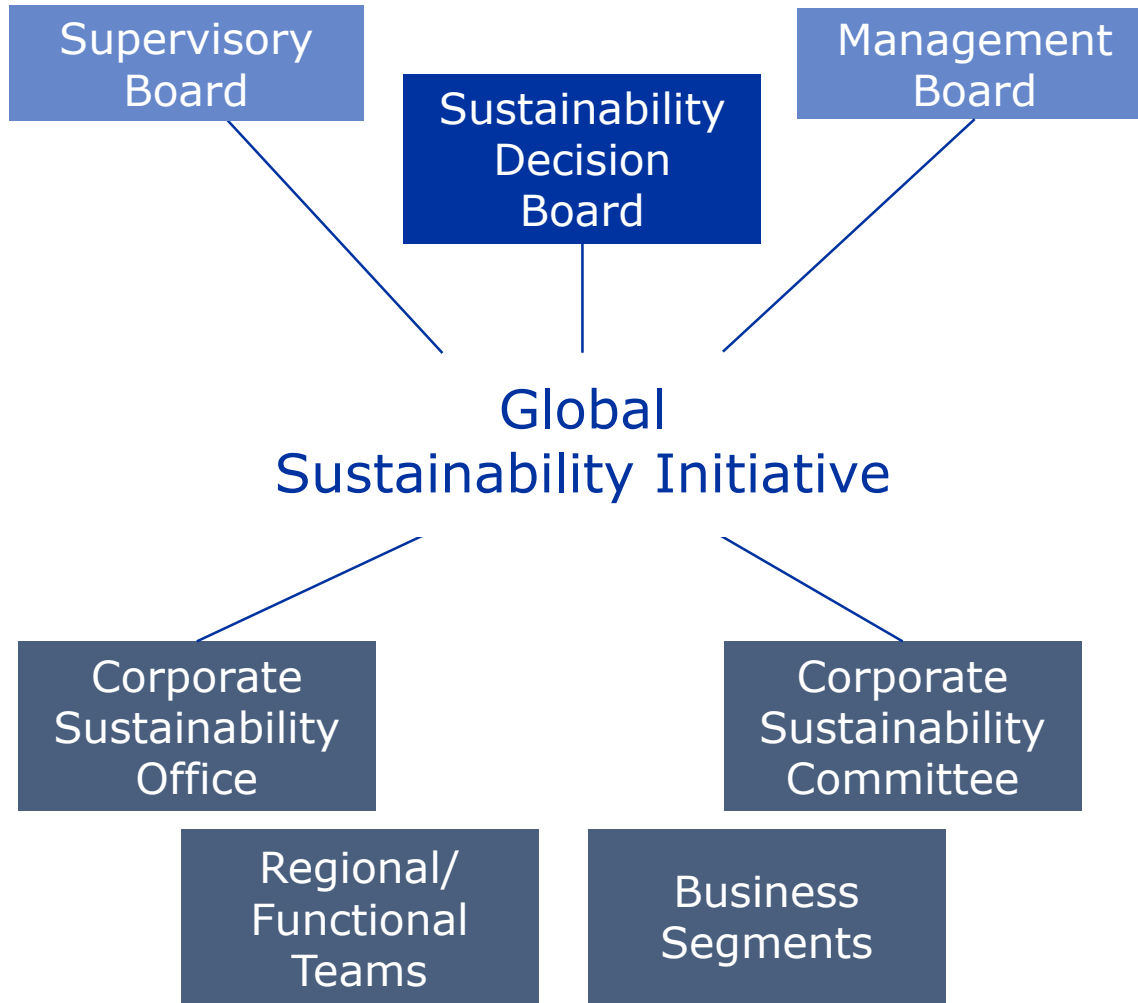 Supervisory
Board
Sustainability
Decision
Board
Management
Board
Global
Sustainability Initiative
Corporate
Sustainability
Office
Corporate
Sustainability
Committee
Regional/
Functional
Teams
Business
Segments